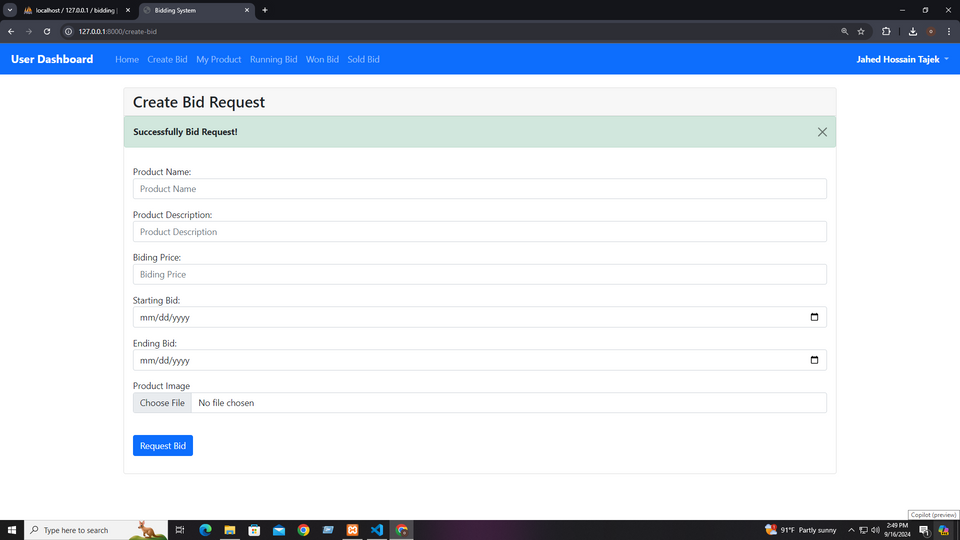 localhost / 127.0.0.1 / bidding |
Bidding System
127.0.0.1:8000/create-bid
User Dashboard
Home Create Bid My Product Running Bid Won Bid Sold Bid
Jahed Hossain Tajek
Create Bid Request
Successfully Bid Request!
Product Name:
Product Name
Product Description:
Product Description
Biding Price:
Biding Price
Starting Bid:
mm/dd/yyyy
Ending Bid:
mm/dd/yyyy
Product Image
Choose File No file chosen
Request Bid
Copilot (preview)
Type here to search
91°F Partly sunny
2:49 PM
9/16/2024